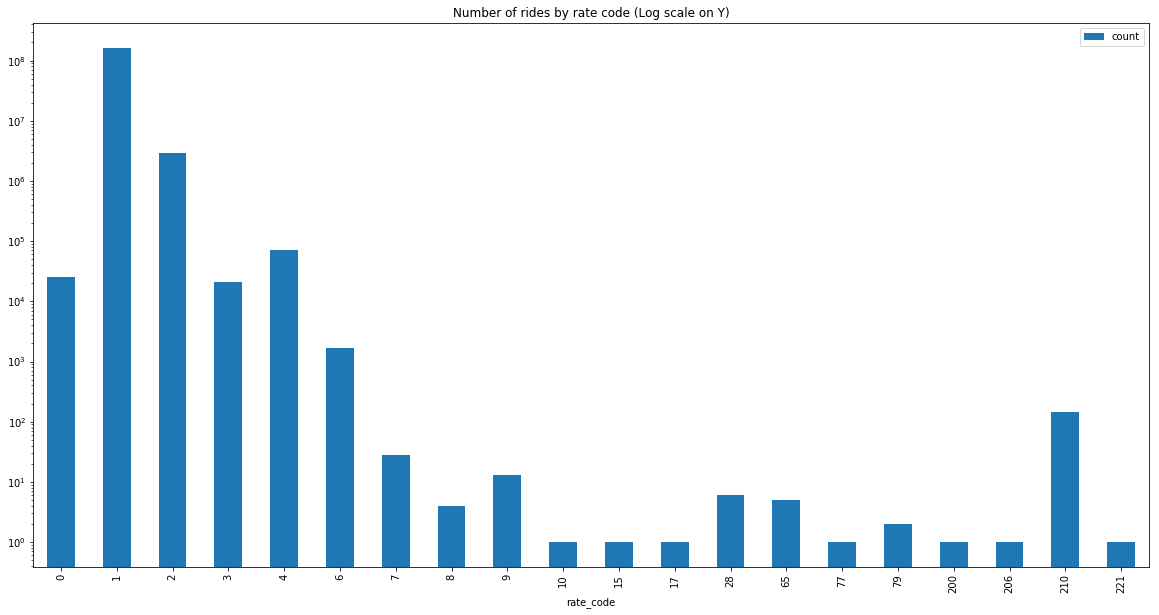 Number of rides by rate code (Log scale on Y)
count
10⁸
10⁷
10⁶
10⁵
10⁴
10³
10²
10¹
10⁰
0 1 2 3 4 6 7 8 9 10 15 17 28 65 77 79 200 206 210 221
rate_code